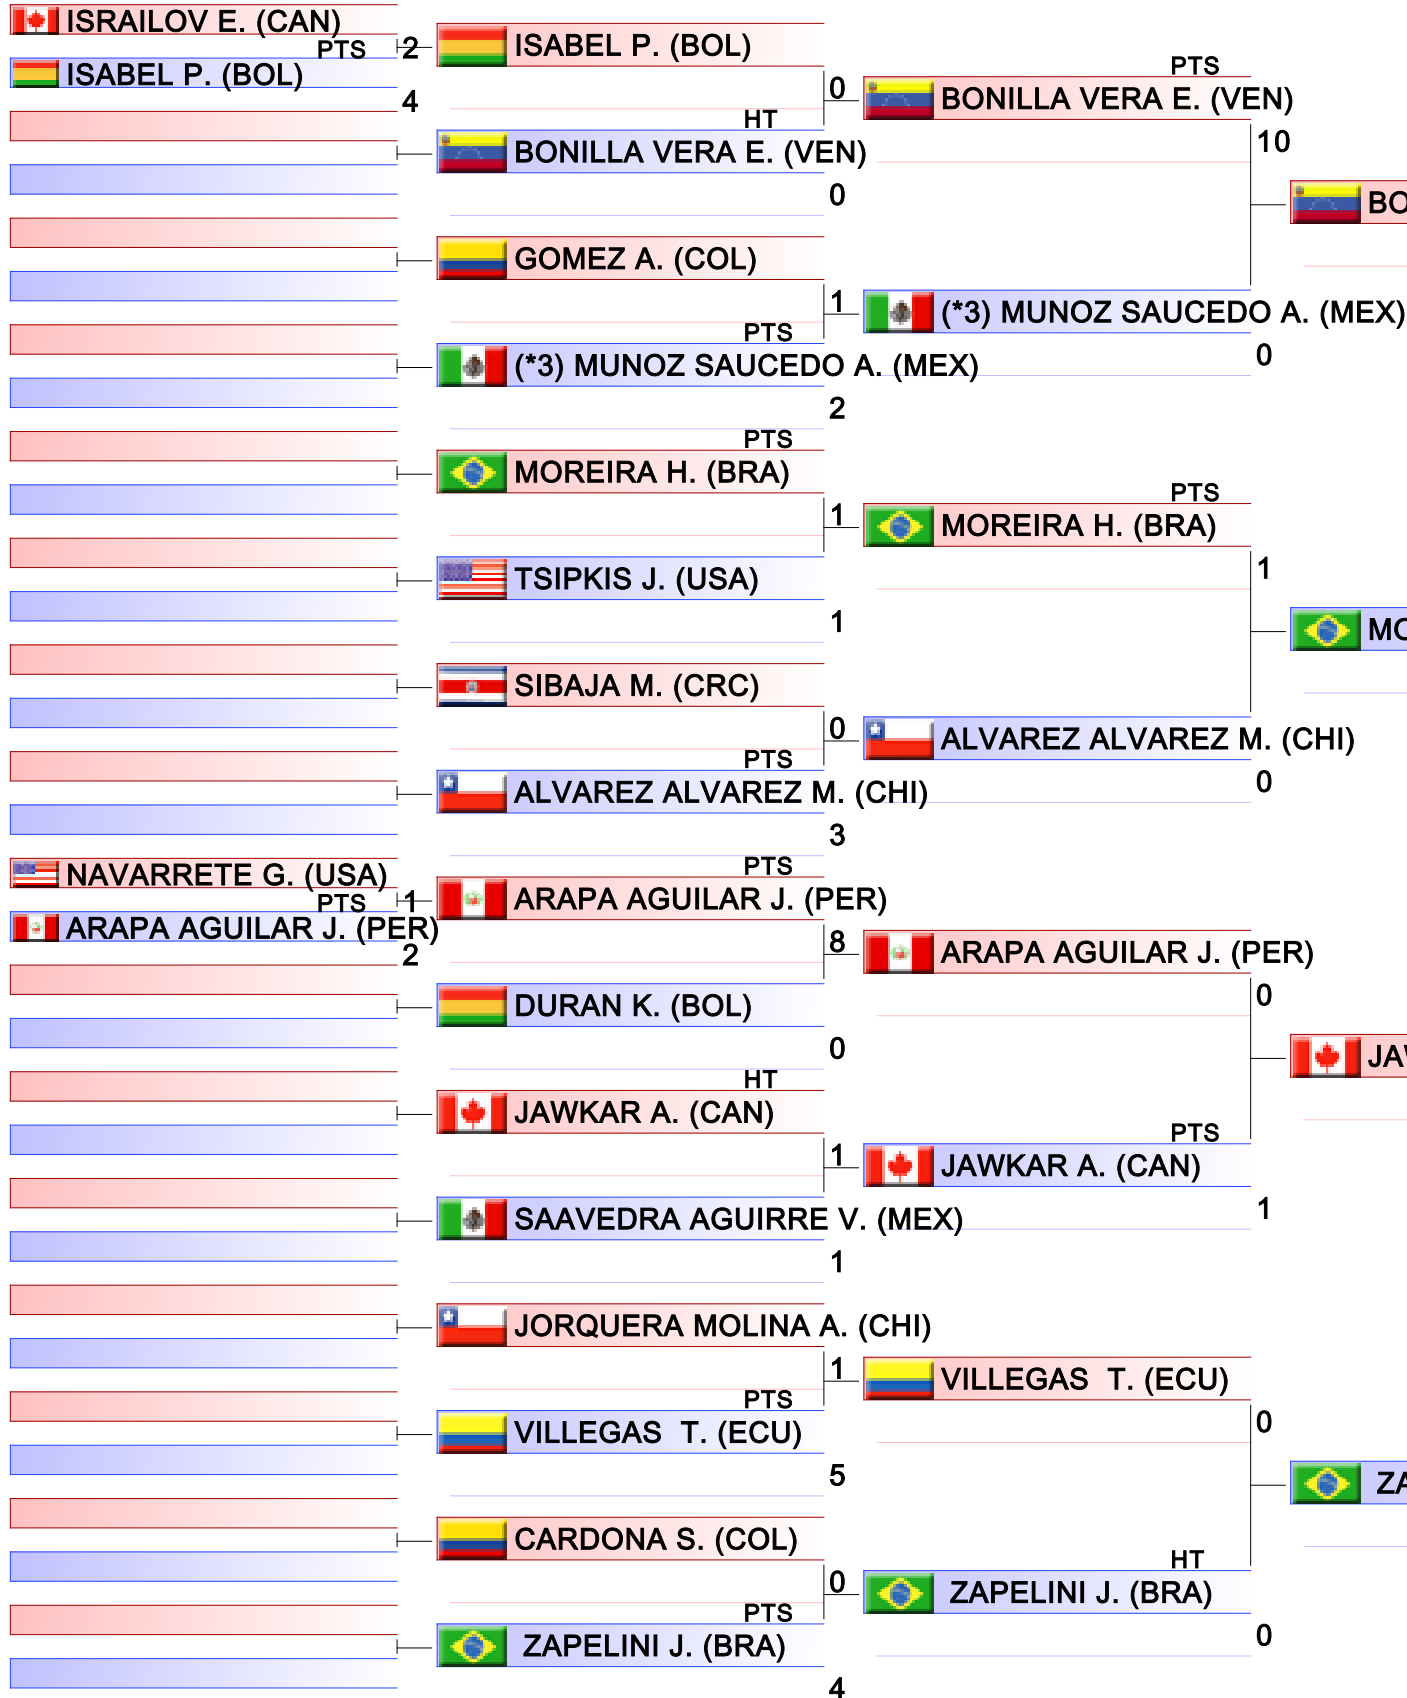 ISRAILOV E. (CAN)
PTS
2
ISABEL P. (BOL)
4
NAVARRETE G. (USA)
PTS
1
ARAPA AGUILAR J. (PER)
2
ISABEL P. (BOL)
0
HT
BONILLA VERA E. (VEN)
0
GOMEZ A. (COL)
1
PTS
(*3) MUNOZ SAUCEDO A. (MEX)
2
PTS
MOREIRA H. (BRA)
1
TSIPKIS J. (USA)
1
SIBAJA M. (CRC)
0
PTS
ALVAREZ ALVAREZ M. (CHI)
3
PTS
ARAPA AGUILAR J. (PER)
8
DURAN K. (BOL)
0
HT
JAWKAR A. (CAN)
1
SAAVEDRA AGUIRRE V. (MEX)
1
JORQUERA MOLINA A. (CHI)
1
PTS
VILLEGAS T. (ECU)
5
CARDONA S. (COL)
0
PTS
ZAPELINI J. (BRA)
4
PTS
BONILLA VERA E. (VEN)
10
(*3) MUNOZ SAUCEDO A. (MEX)
0
PTS
MOREIRA H. (BRA)
1
ALVAREZ ALVAREZ M. (CHI)
0
ARAPA AGUILAR J. (PER)
0
PTS
JAWKAR A. (CAN)
1
VILLEGAS T. (ECU)
0
HT
ZAPELINI J. (BRA)
0
BO
MO
JAW
ZA